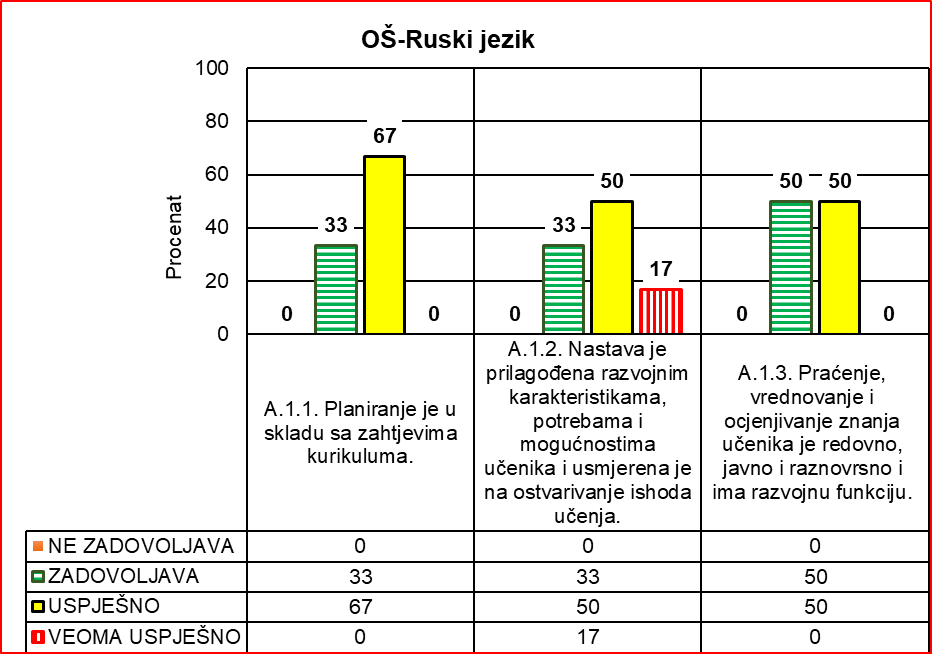 OŠ-Ruski jezik
Procenat
100
80
60
40
20
0
0
33
67
0
0
33
50
17
0
50
50
0
A.1.1. Planiranje je u
skladu sa zahtjevima
kurikuluma.
A.1.2. Nastava je
prilagođena razvojnim
karakteristikama,
potrebama i
mogućnostima
učenika i usmjerena je
na ostvarivanje ishoda
učenja.
A.1.3. Praćenje,
vrednovanje i
ocjenjivanje znanja
učenika je redovno,
javno i raznovrsno i
ima razvojnu funkciju.
NE ZADOVOLJAVA 0 0 0
ZADOVOLJAVA 33 33 50
USPJEŠNO 67 50 50
VEOMA USPJEŠNO 0 17 0